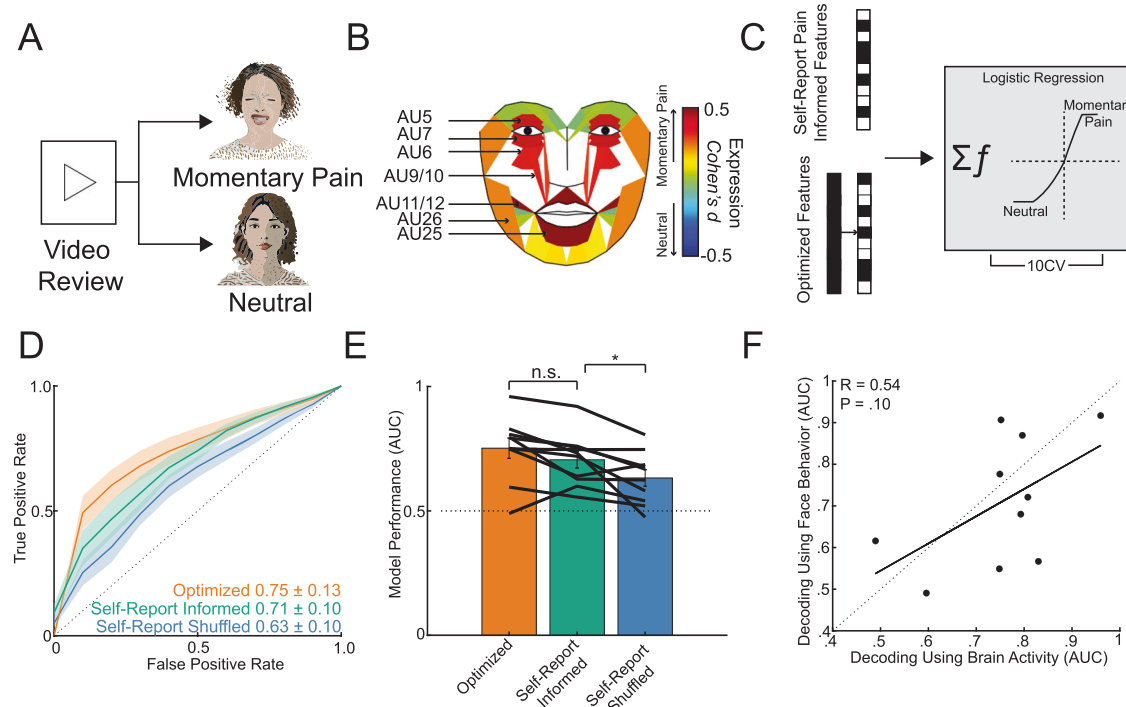 A
Video
Review
Momentary Pain
Neutral
B
AU5
AU7
AU6
AU9/10
AU11/12
AU26
AU25
0.5
-0.5
Expression
Cohen's d
Momentary Pain
Neutral
C
Self-Report Pain
Informed Features
Optimized Features
Logistic Regression
Σf
Momentary
Pain
Neutral
10CV
D
True Positive Rate
1.0
0.5
0
0
0.5
1.0
False Positive Rate
Optimized 0.75 ± 0.13
Self-Report Informed 0.71 ± 0.10
Self-Report Shuffled 0.63 ± 0.10
E
Model Performance (AUC)
1
0.5
0
n.s.
*
Optimized
Self-Report
Informed
Self-Report
Shuffled
F
Decoding Using Face Behavior (AUC)
1
.9
.8
.7
.6
.5
.4
R = 0.54
P = .10
.4
.5
.6
.7
.8
.9
1
Decoding Using Brain Activity (AUC)